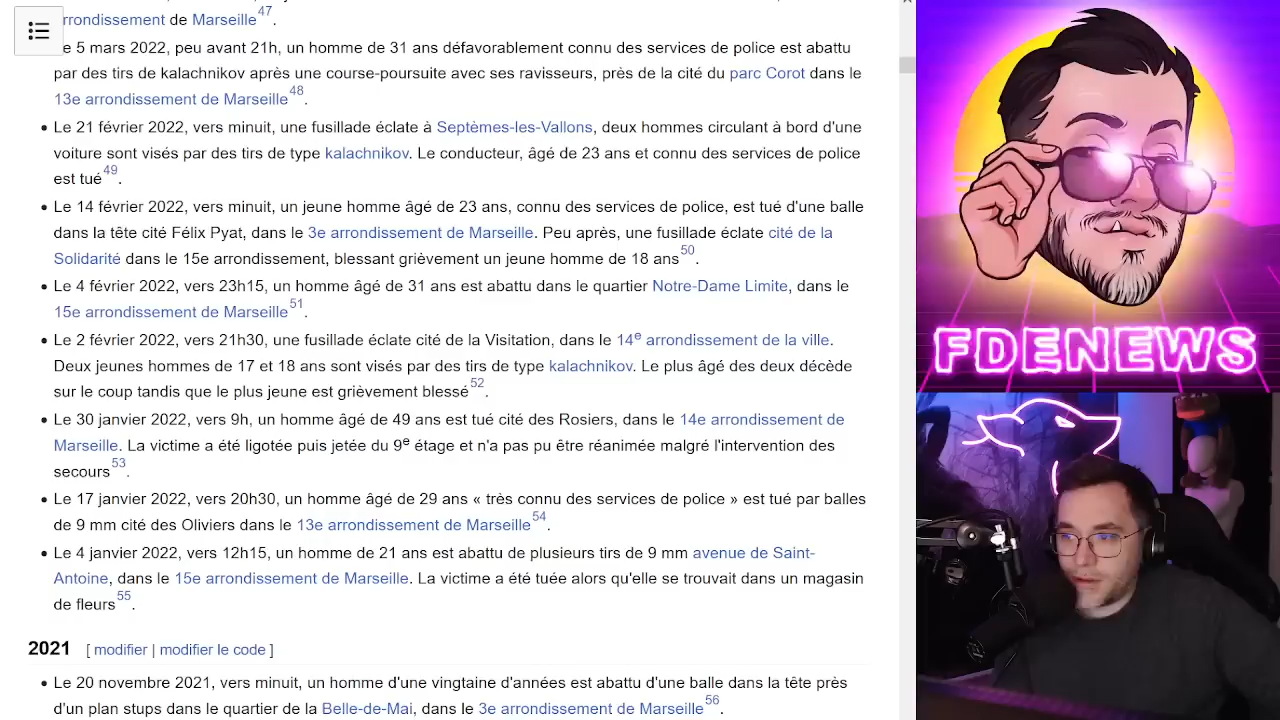 arrondissement de Marseille47.
5 mars 2022, peu avant 21h, un homme de 31 ans défavorablement connu des services de police est abattu
par des tirs de kalachnikov après une course-poursuite avec ses ravisseurs, près de la cité du parc Corot dans le
13e arrondissement de Marseille48.
• Le 21 février 2022, vers minuit, une fusillade éclate à Septèmes-les-Vallons, deux hommes circulant à bord d'une
voiture sont visés par des tirs de type kalachnikov. Le conducteur, âgé de 23 ans et connu des services de police
est tué49.
• Le 14 février 2022, vers minuit, un jeune homme âgé de 23 ans, connu des services de police, est tué d'une balle
dans la tête cité Félix Pyat, dans le 3e arrondissement de Marseille. Peu après, une fusillade éclate cité de la
Solidarité dans le 15e arrondissement, blessant grièvement un jeune homme de 18 ans50.
• Le 4 février 2022, vers 23h15, un homme âgé de 31 ans est abattu dans le quartier Notre-Dame Limite, dans le
15e arrondissement de Marseille51.
• Le 2 février 2022, vers 21h30, une fusillade éclate cité de la Visitation, dans le 14e arrondissement de la ville.
Deux jeunes hommes de 17 et 18 ans sont visés par des tirs de type kalachnikov. Le plus âgé des deux décède
sur le coup tandis que le plus jeune est grièvement blessé52.
• Le 30 janvier 2022, vers 9h, un homme âgé de 49 ans est tué cité des Rosiers, dans le 14e arrondissement de
Marseille. La victime a été ligotée puis jetée du 9e étage et n'a pas pu être réanimée malgré l'intervention des
secours53.
• Le 17 janvier 2022, vers 20h30, un homme âgé de 29 ans « très connu des services de police » est tué par balles
de 9 mm cité des Oliviers dans le 13e arrondissement de Marseille54.
• Le 4 janvier 2022, vers 12h15, un homme de 21 ans est abattu de plusieurs tirs de 9 mm avenue de Saint-
Antoine, dans le 15e arrondissement de Marseille. La victime a été tuée alors qu'elle se trouvait dans un magasin
de fleurs55.
2021 [ modifier | modifier le code ]
• Le 20 novembre 2021, vers minuit, un homme d'une vingtaine d'années est abattu d'une balle dans la tête près
d'un plan stups dans le quartier de la Belle-de-Mai, dans le 3e arrondissement de Marseille56.
FDENEWS